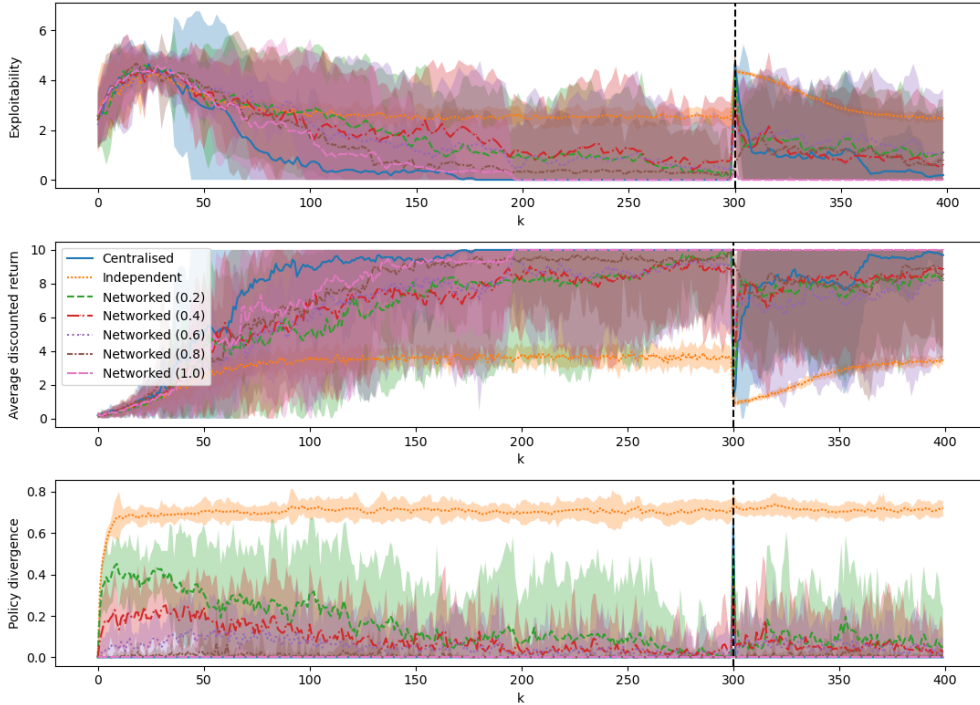 6
4
2
0
Exploitability
0 50 100 150 200 250 300 350 400
k
10
8
6
4
2
0
Average discounted return
Centralised
Independent
Networked (0.2)
Networked (0.4)
Networked (0.6)
Networked (0.8)
Networked (1.0)
0 50 100 150 200 250 300 350 400
k
0.8
0.6
0.4
0.2
0.0
Policy divergence
0 50 100 150 200 250 300 350 400
k